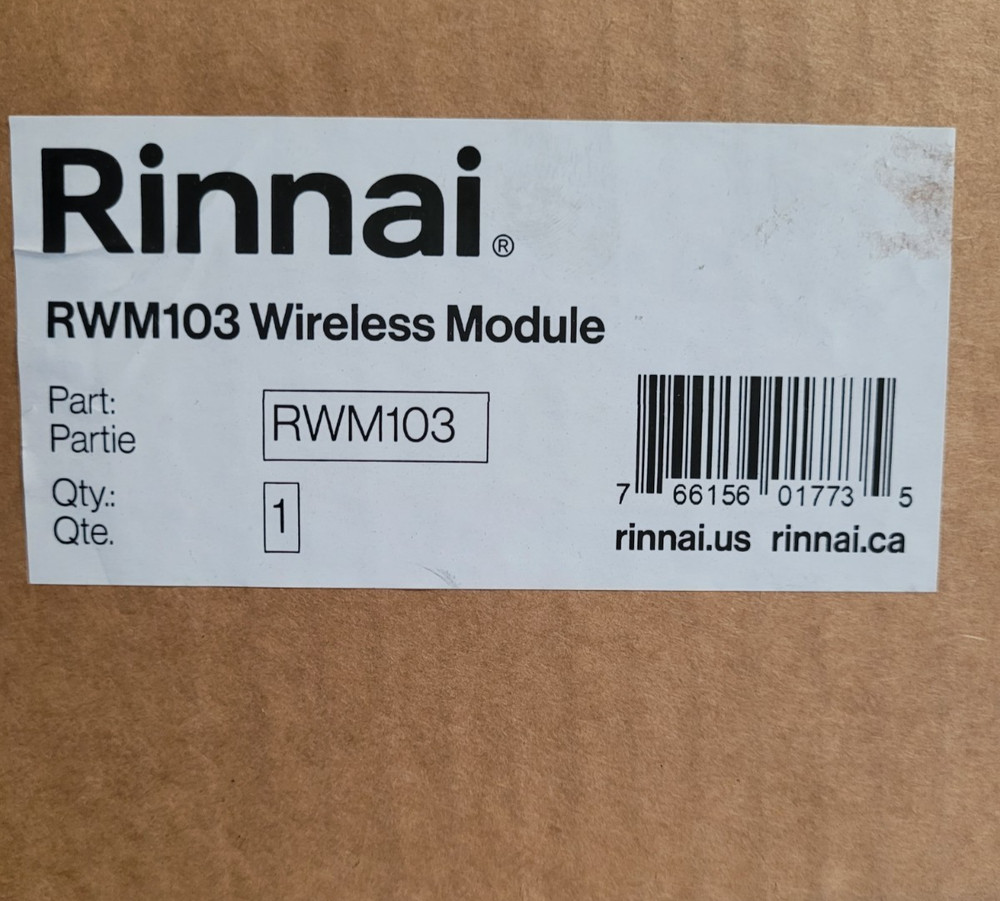 Rinnai®
RWM103 Wireless Module
Part:
Partie
RWM103
Qty.:
Qte.
1
7 66156 01773 5
rinnai.us rinnai.ca